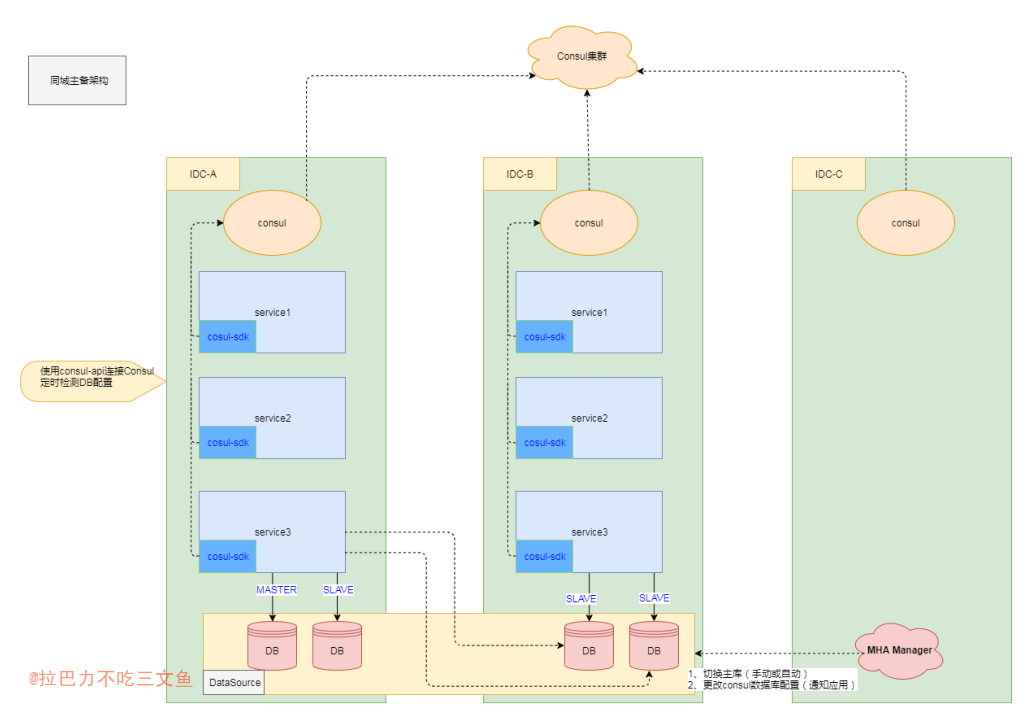 Consul集群
同城主备架构
IDC-A
IDC-B
IDC-C
consul
consul
consul
service1
cosul-sdk
service1
cosul-sdk
使用consul-api连接Consul
定时检测DB配置
service2
cosul-sdk
service2
cosul-sdk
service3
cosul-sdk
service3
cosul-sdk
MASTER
SLAVE
SLAVE
SLAVE
DB
DB
DB
DB
MHA Manager
DataSource
1、切换主库（手动或自动）
2、更改consul数据库配置（通知应用）
@拉巴力不吃三文鱼